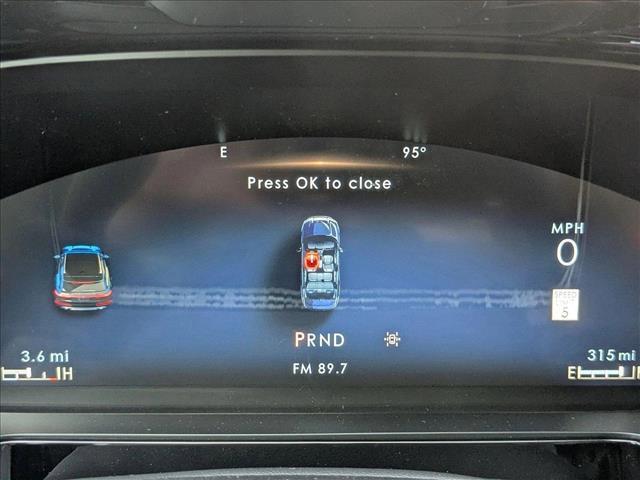 E 95°
Press OK to close
MPH
0
SPEED
LIMIT
5
PRND
3.6 mi 315 mi
FM 89.7
H E